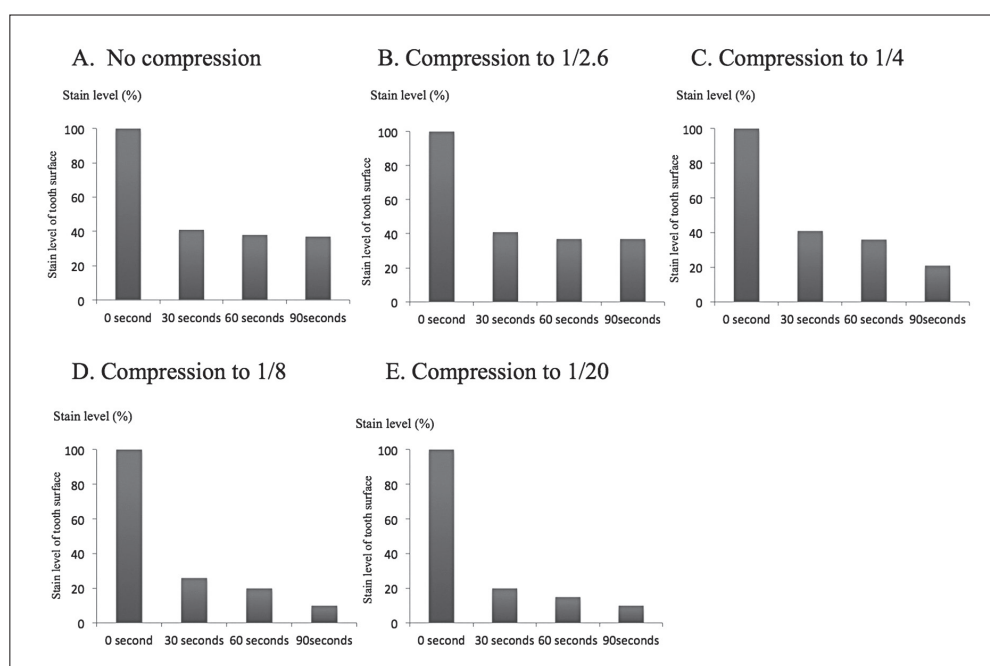 A. No compression
Stain level (%)
Stain level of tooth surface
100
80
60
40
20
0
0 second 30 seconds 60 seconds 90seconds
B. Compression to 1/2.6
Stain level (%)
Stain level of tooth surface
100
80
60
40
20
0
0 second 30 seconds 60 seconds 90seconds
C. Compression to 1/4
Stain level (%)
Stain level of tooth surface
100
80
60
40
20
0
0 second 30 seconds 60 seconds 90seconds
D. Compression to 1/8
Stain level (%)
Stain level of tooth surface
100
80
60
40
20
0
0 second 30 seconds 60 seconds 90seconds
E. Compression to 1/20
Stain level (%)
Stain level of tooth surface
100
80
60
40
20
0
0 second 30 seconds 60 seconds 90seconds